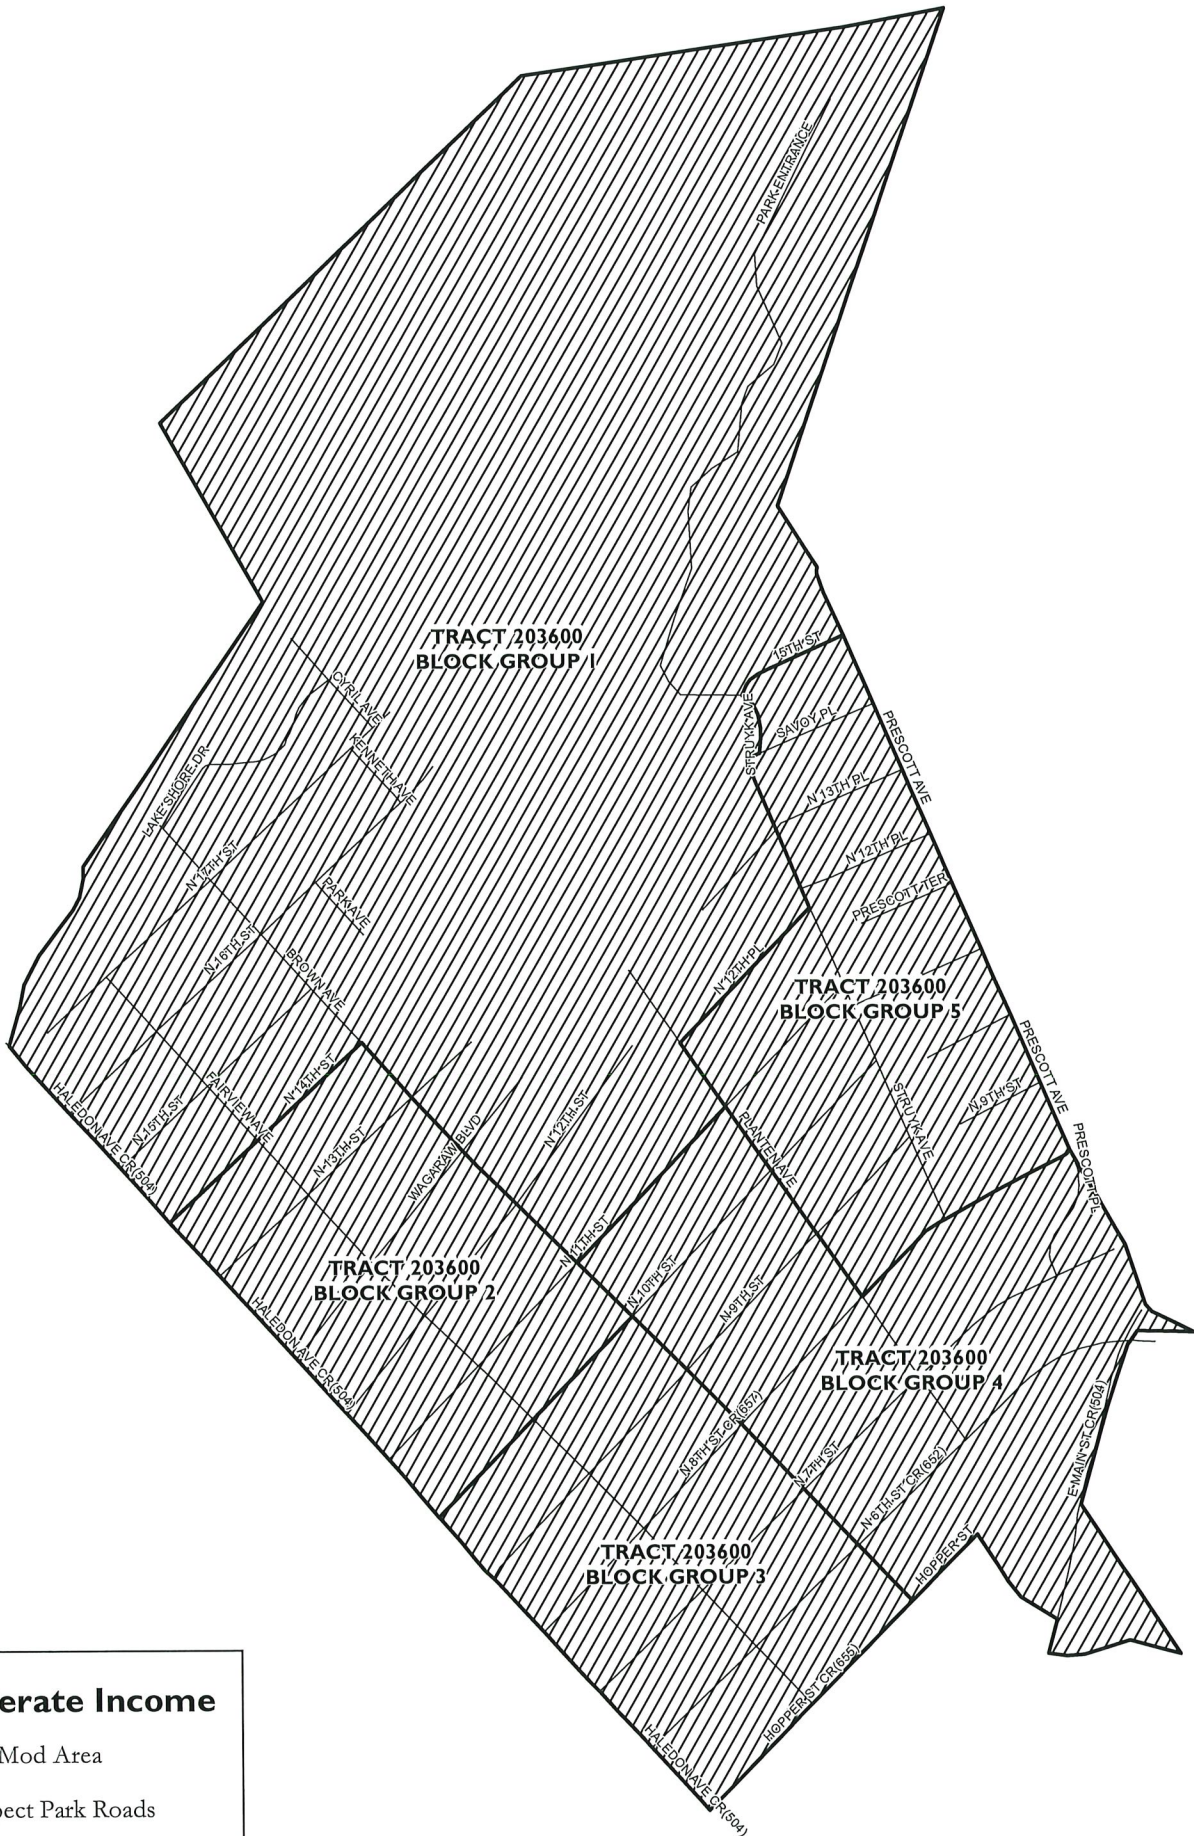 PARK ENTRANCE
TRACT 203600
BLOCK GROUP 1
15TH ST
CYRIL AVE
SAVOY PL
STRUYK AVE
PRESCOTT AVE
KENNETH AVE
LAKE SHORE DR
N 13TH PL
N 17TH ST
N 12TH PL
PARK AVE
PRESCOTT TER
N 16TH ST
BROWN AVE
N 12TH PL
TRACT 203600
BLOCK GROUP 5
PRESCOTT AVE
N 14TH ST
FAIRVIEW AVE
HALEDON AVE CR(504)
N 15TH ST
N 13TH ST
WAGARAW BLVD
N 12TH ST
PLANTEN AVE
STRUYK AVE
N 9TH ST
PRESCOTT PL
N 11TH ST
TRACT 203600
BLOCK GROUP 2
N 10TH ST
N 9TH ST
HALEDON AVE CR(504)
TRACT 203600
BLOCK GROUP 4
N 8TH ST CR(657)
N 7TH ST
N 6TH ST CR(652)
E MAIN ST CR(504)
TRACT 203600
BLOCK GROUP 3
HOPPER ST
HOPPER ST CR(655)
HALEDON AVE CR(504)
erate Income
Mod Area
pect Park Roads